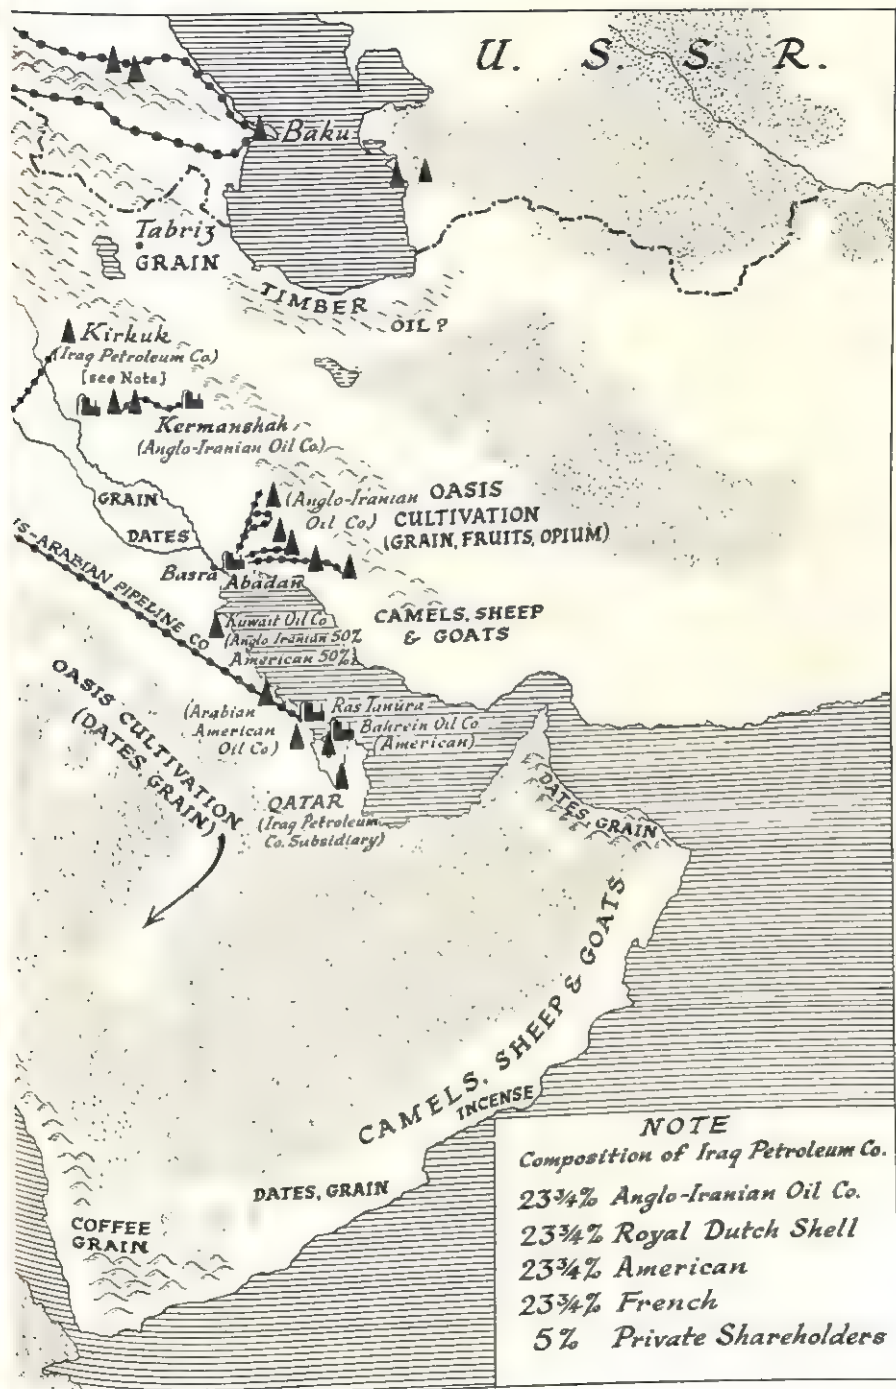 U. S. S. R.
Baku
Tabriz
GRAIN
TIMBER
OIL?
Kirkuk
(Iraq Petroleum Co.)
[see Note]
Kermanshah
(Anglo-Iranian Oil Co.)
GRAIN
DATES
(Anglo-Iranian
Oil Co.)
OASIS
CULTIVATION
(GRAIN, FRUITS, OPIUM)
Basra
Abadan
IS-ARABIAN PIPELINE CO
Kuwait Oil Co
(Anglo Iranian 50%
American 50%)
CAMELS, SHEEP
& GOATS
OASIS CULTIVATION
(DATES, GRAIN)
(Arabian
American
Oil Co.)
Ras Tanūra
Bahrein Oil Co
(American)
QATAR
(Iraq Petroleum
Co. Subsidiary)
DATES, GRAIN
CAMELS, SHEEP & GOATS
INCENSE
DATES, GRAIN
COFFEE
GRAIN
NOTE
Composition of Iraq Petroleum Co.
23¾% Anglo-Iranian Oil Co.
23¾% Royal Dutch Shell
23¾% American
23¾% French
5% Private Shareholders